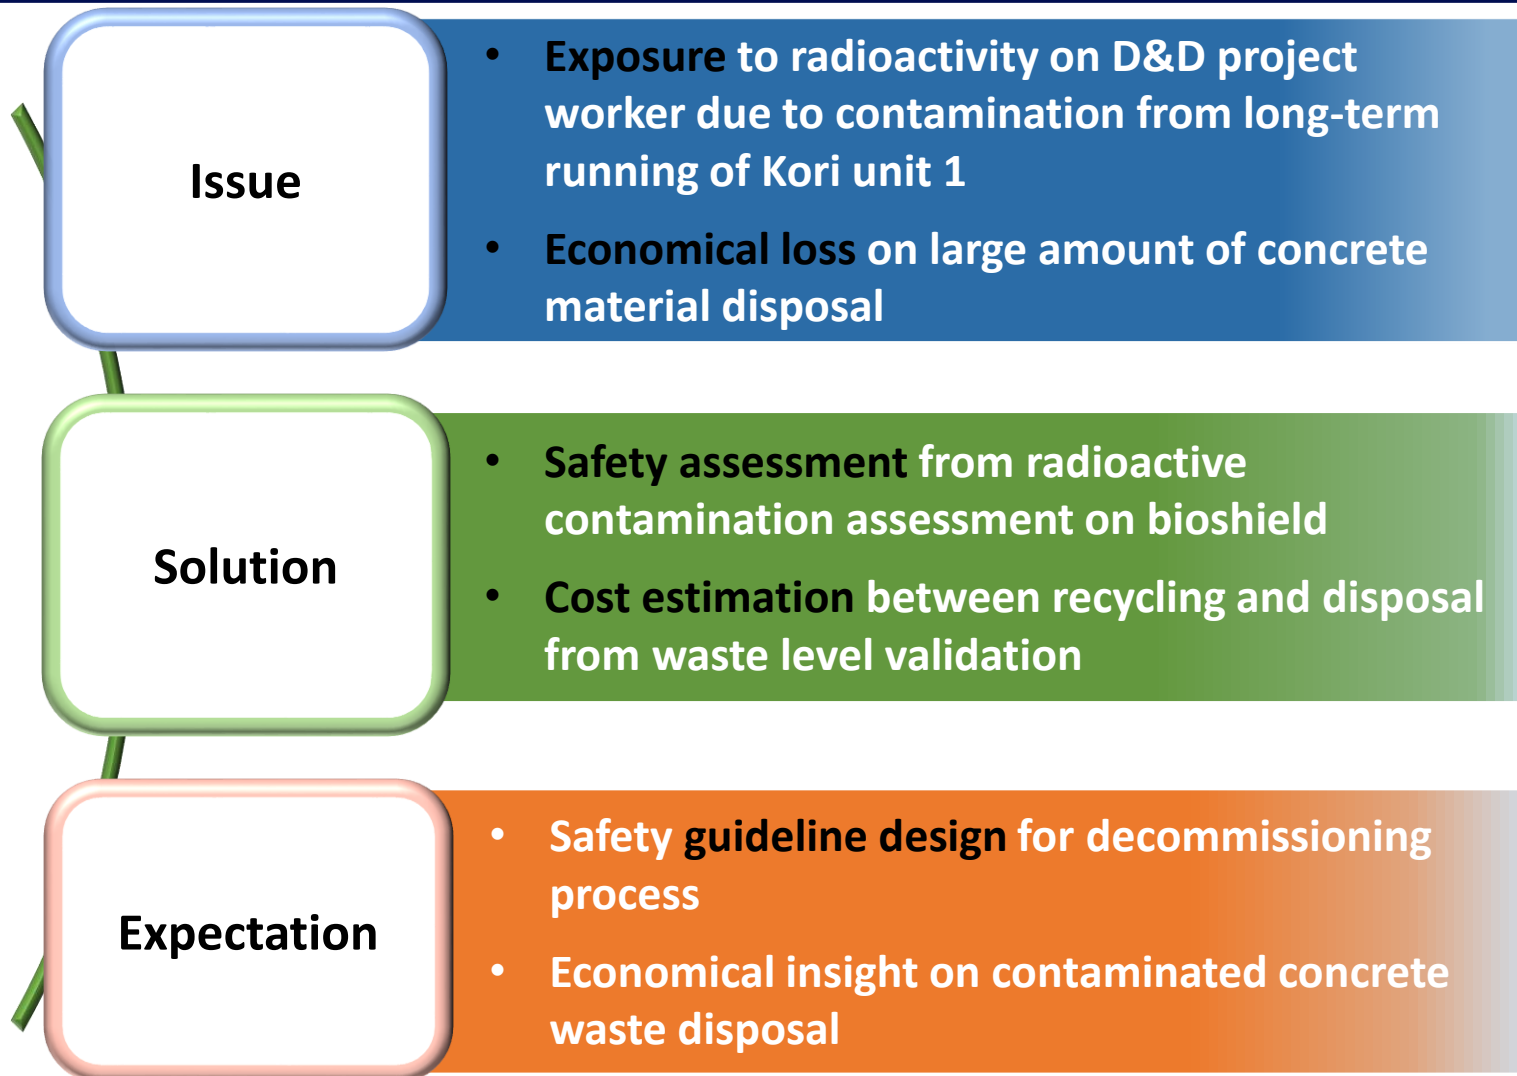 Issue
• Exposure to radioactivity on D&D project
worker due to contamination from long-term
running of Kori unit 1
• Economical loss on large amount of concrete
material disposal
Solution
• Safety assessment from radioactive
contamination assessment on bioshield
• Cost estimation between recycling and disposal
from waste level validation
Expectation
• Safety guideline design for decommissioning
process
• Economical insight on contaminated concrete
waste disposal